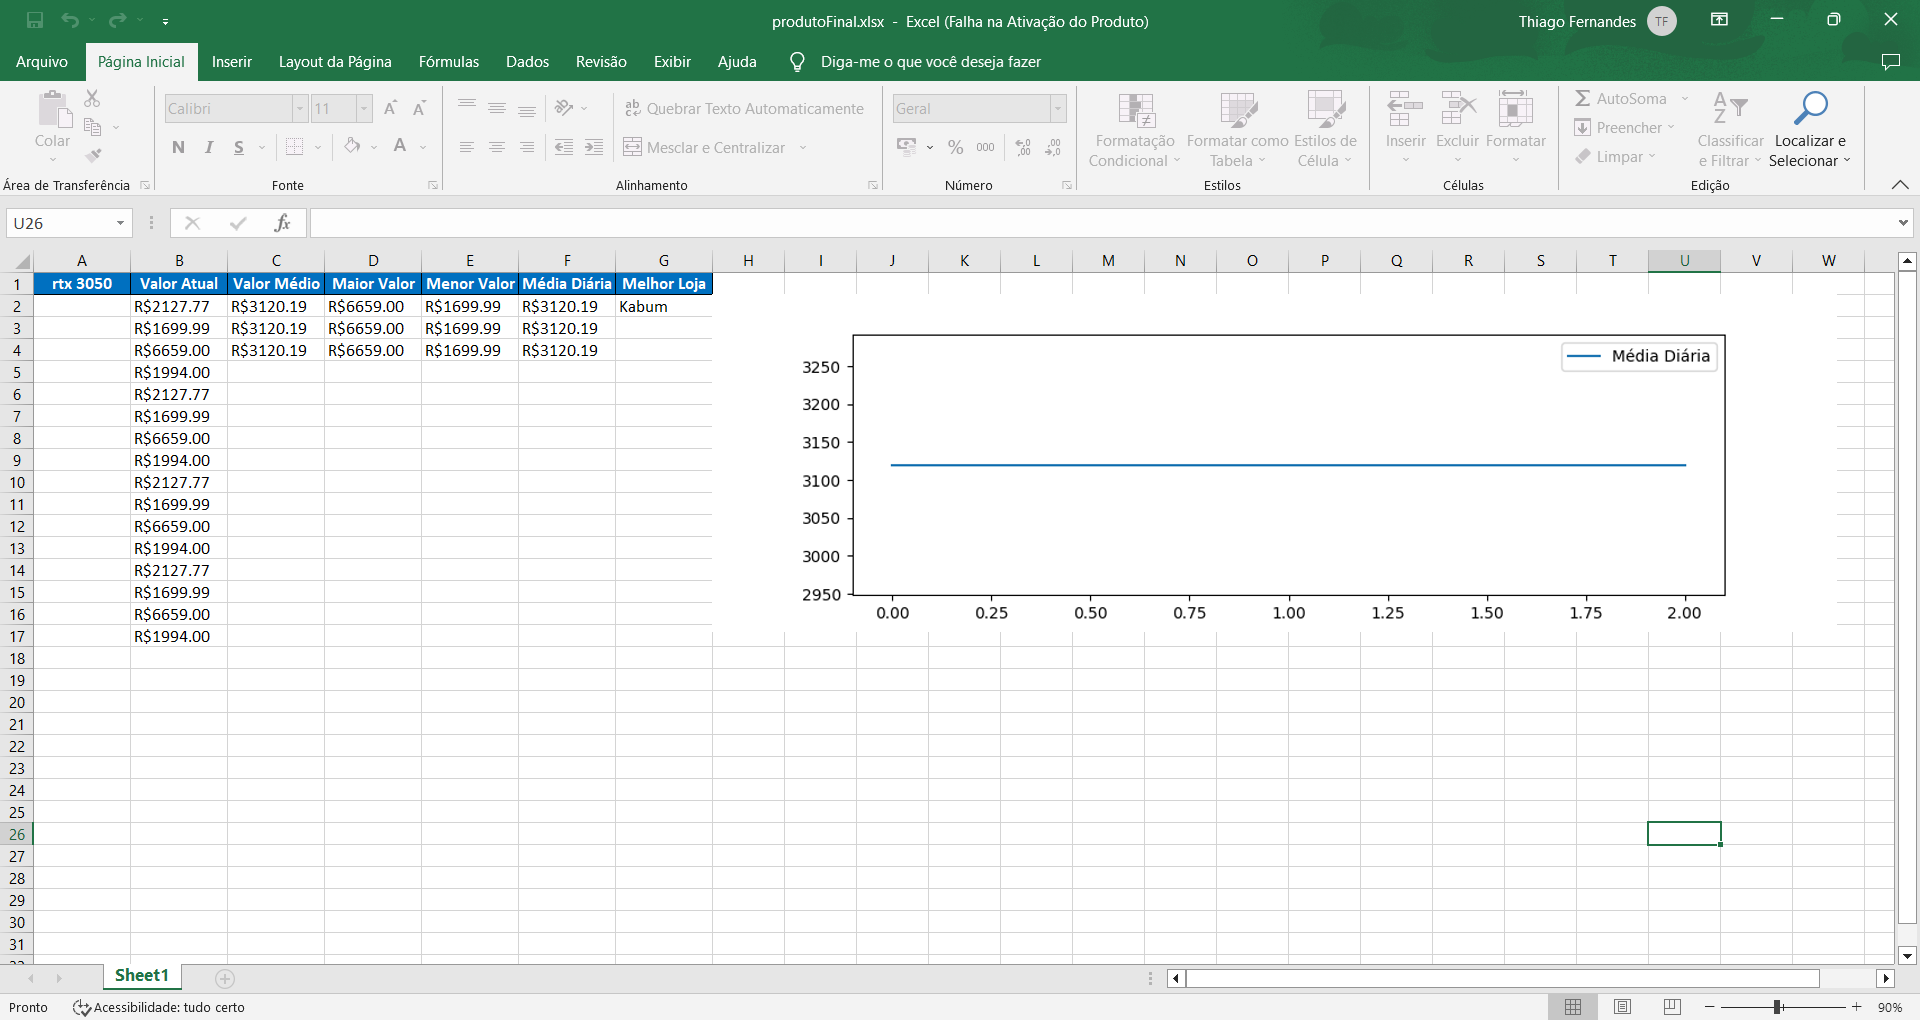 produtoFinal.xlsx - Excel (Falha na Ativação do Produto)
Thiago Fernandes TF
Arquivo Página Inicial Inserir Layout da Página Fórmulas Dados Revisão Exibir Ajuda Diga-me o que você deseja fazer
Calibri 11
ab Quebrar Texto Automaticamente
Geral
AutoSoma
Colar
Formatação Condicional
Formatar como Tabela
Estilos de Célula
Inserir Excluir Formatar
Preencher
Classificar e Filtrar
Localizar e Selecionar
N I S A
Mesclar e Centralizar
% 000
Limpar
Área de Transferência Fonte Alinhamento Número Estilos Células Edição
U26 fx
A B C D E F G H I J K L M N O P Q R S T U V W
1 rtx 3050 Valor Atual Valor Médio Maior Valor Menor Valor Média Diária Melhor Loja
2 R$2127.77 R$3120.19 R$6659.00 R$1699.99 R$3120.19 Kabum
3 R$1699.99 R$3120.19 R$6659.00 R$1699.99 R$3120.19
4 R$6659.00 R$3120.19 R$6659.00 R$1699.99 R$3120.19
5 R$1994.00
6 R$2127.77
7 R$1699.99
8 R$6659.00
9 R$1994.00
10 R$2127.77
11 R$1699.99
12 R$6659.00
13 R$1994.00
14 R$2127.77
15 R$1699.99
16 R$6659.00
17 R$1994.00
18
19
20
21
22
23
24
25
26
27
28
29
30
31
Média Diária
3250
3200
3150
3100
3050
3000
2950
0.00 0.25 0.50 0.75 1.00 1.25 1.50 1.75 2.00
Sheet1
Pronto Acessibilidade: tudo certo
90%